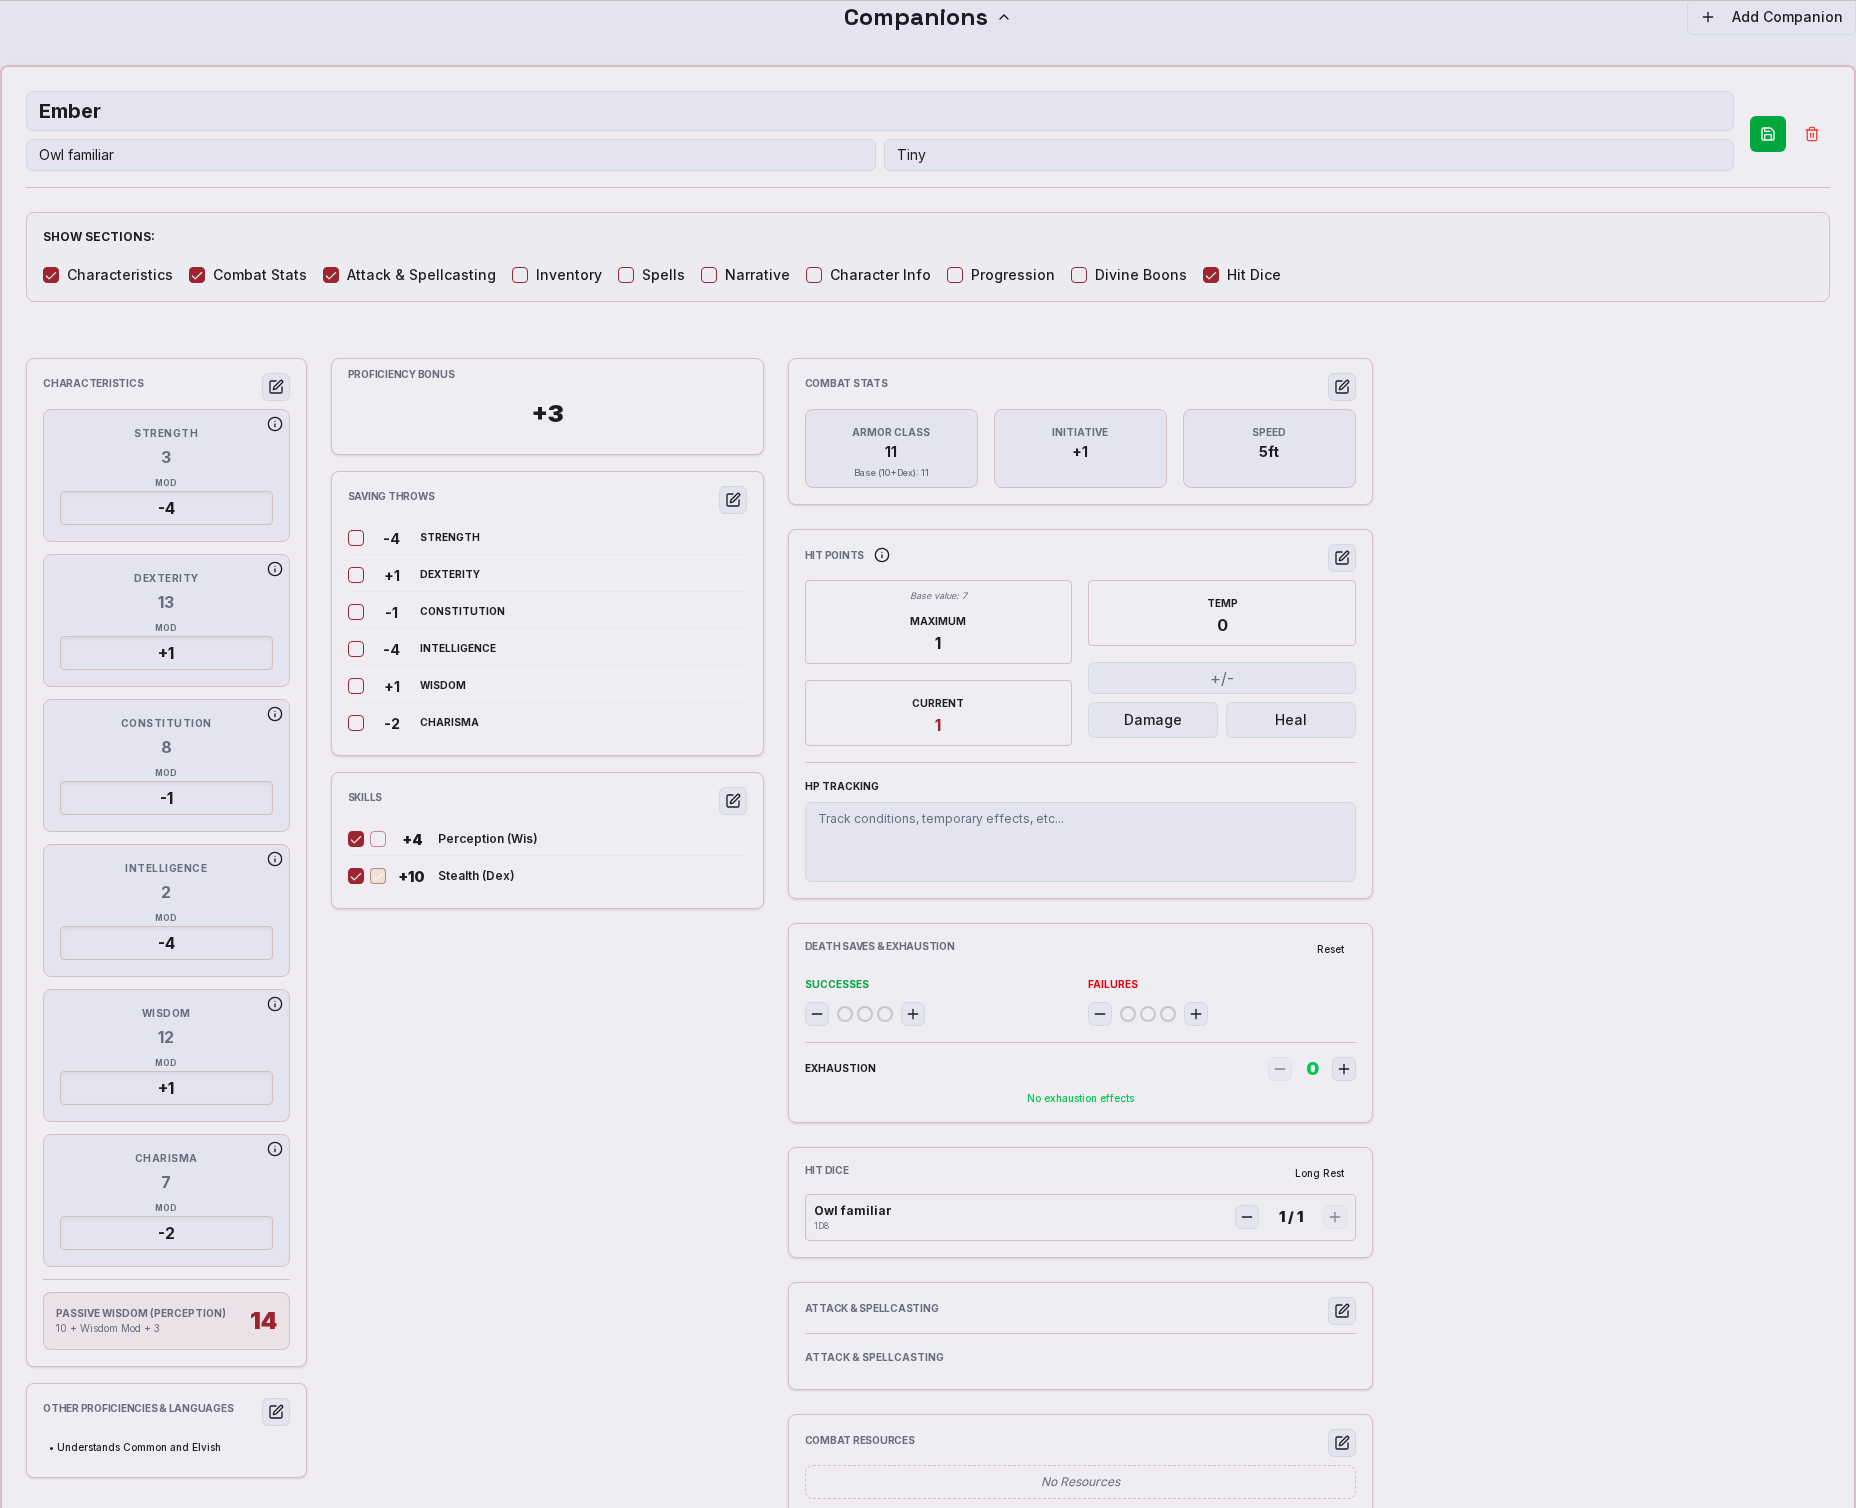 Companions
Add Companion
Ember
Owl familiar
Tiny
SHOW SECTIONS:
Characteristics
Combat Stats
Attack & Spellcasting
Inventory
Spells
Narrative
Character Info
Progression
Divine Boons
Hit Dice
CHARACTERISTICS
STRENGTH
3
MOD
-4
DEXTERITY
13
MOD
+1
CONSTITUTION
8
MOD
-1
INTELLIGENCE
2
MOD
-4
WISDOM
12
MOD
+1
CHARISMA
7
MOD
-2
PASSIVE WISDOM (PERCEPTION)
10 + Wisdom Mod + 3
14
OTHER PROFICIENCIES & LANGUAGES
• Understands Common and Elvish
PROFICIENCY BONUS
+3
SAVING THROWS
-4 STRENGTH
+1 DEXTERITY
-1 CONSTITUTION
-4 INTELLIGENCE
+1 WISDOM
-2 CHARISMA
SKILLS
+4 Perception (Wis)
+10 Stealth (Dex)
COMBAT STATS
ARMOR CLASS
11
Base (10+Dex): 11
INITIATIVE
+1
SPEED
5ft
HIT POINTS
Base value: 7
MAXIMUM
1
TEMP
0
CURRENT
1
+/-
Damage
Heal
HP TRACKING
Track conditions, temporary effects, etc...
DEATH SAVES & EXHAUSTION
Reset
SUCCESSES
FAILURES
EXHAUSTION
0
No exhaustion effects
HIT DICE
Long Rest
Owl familiar
1D8
1 / 1
ATTACK & SPELLCASTING
ATTACK & SPELLCASTING
COMBAT RESOURCES
No Resources